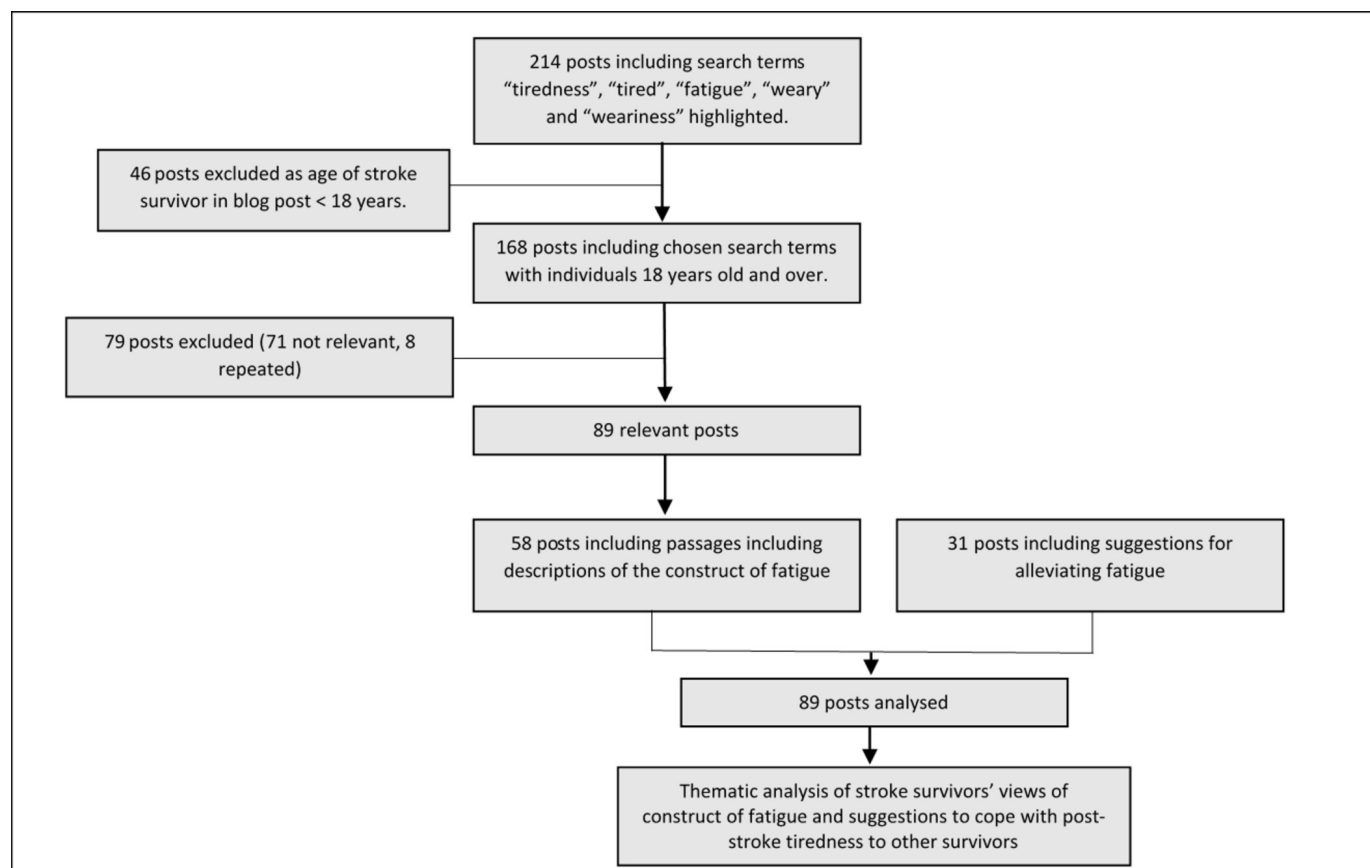 214 posts including search terms
“tiredness”, “tired”, “fatigue”, “weary”
and “weariness” highlighted.
46 posts excluded as age of stroke
survivor in blog post < 18 years.
168 posts including chosen search terms
with individuals 18 years old and over.
79 posts excluded (71 not relevant, 8
repeated)
89 relevant posts
58 posts including passages including
descriptions of the construct of fatigue
31 posts including suggestions for
alleviating fatigue
89 posts analysed
Thematic analysis of stroke survivors’ views of
construct of fatigue and suggestions to cope with post-
stroke tiredness to other survivors